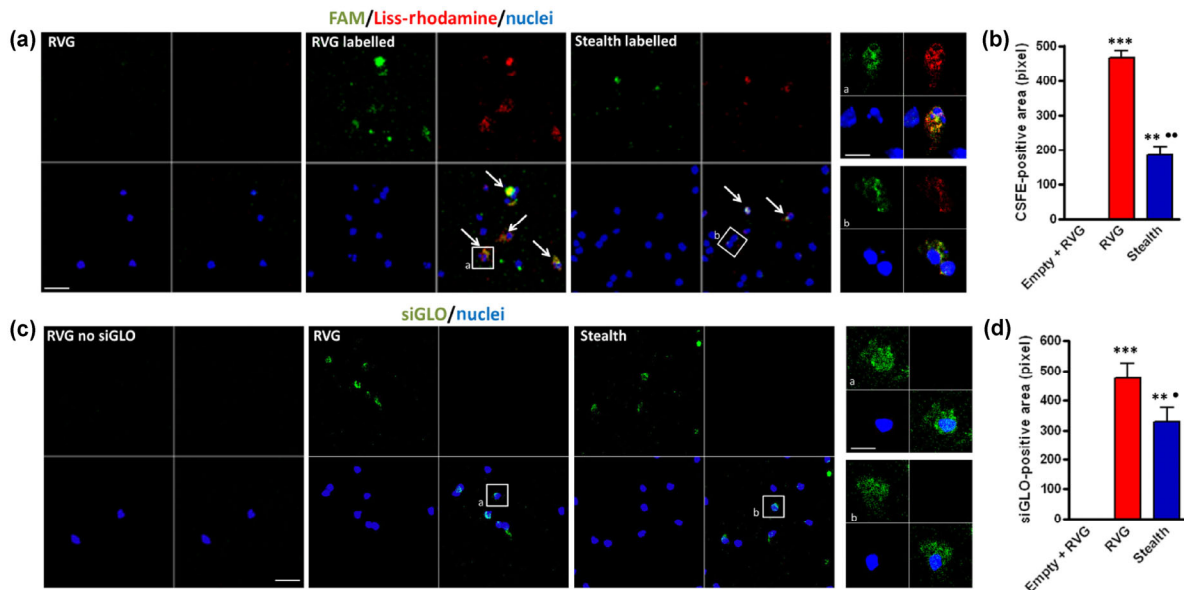 FAM/Liss-rhodamine/nuclei
(a)
RVG
RVG labelled
Stealth labelled
a
b
a
b
(b)
CSFE-positive area (pixel)
500
400
300
200
100
0
***
** ••
Empty + RVG
RVG
Stealth
siGLO/nuclei
(c)
RVG no siGLO
RVG
Stealth
a
b
a
b
(d)
siGLO-positive area (pixel)
600
500
400
300
200
100
0
***
** •
Empty + RVG
RVG
Stealth